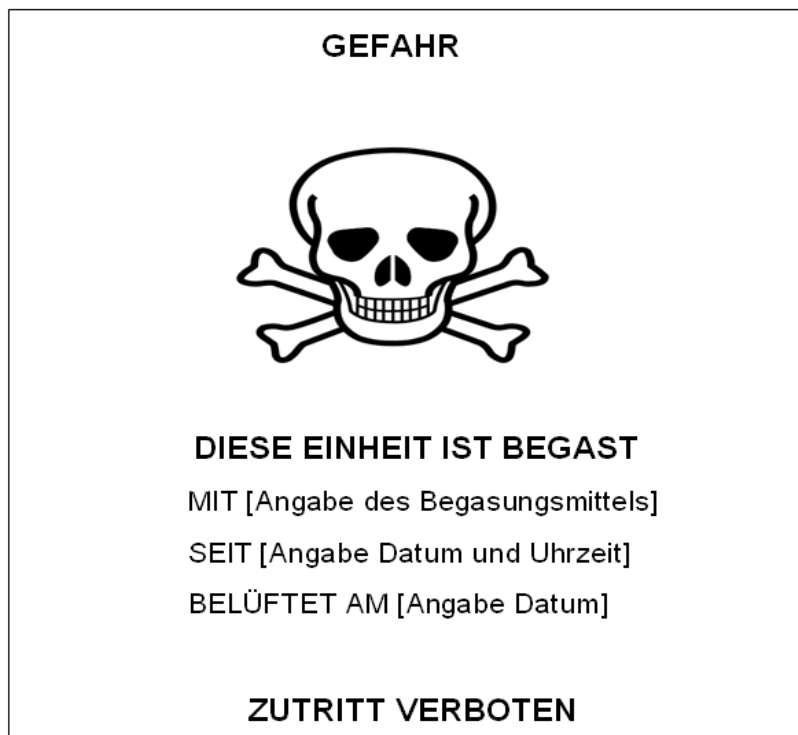 GEFAHR
DIESE EINHEIT IST BEGAST
MIT [Angabe des Begasungsmittels]
SEIT [Angabe Datum und Uhrzeit]
BELÜFTET AM [Angabe Datum]
ZUTRITT VERBOTEN